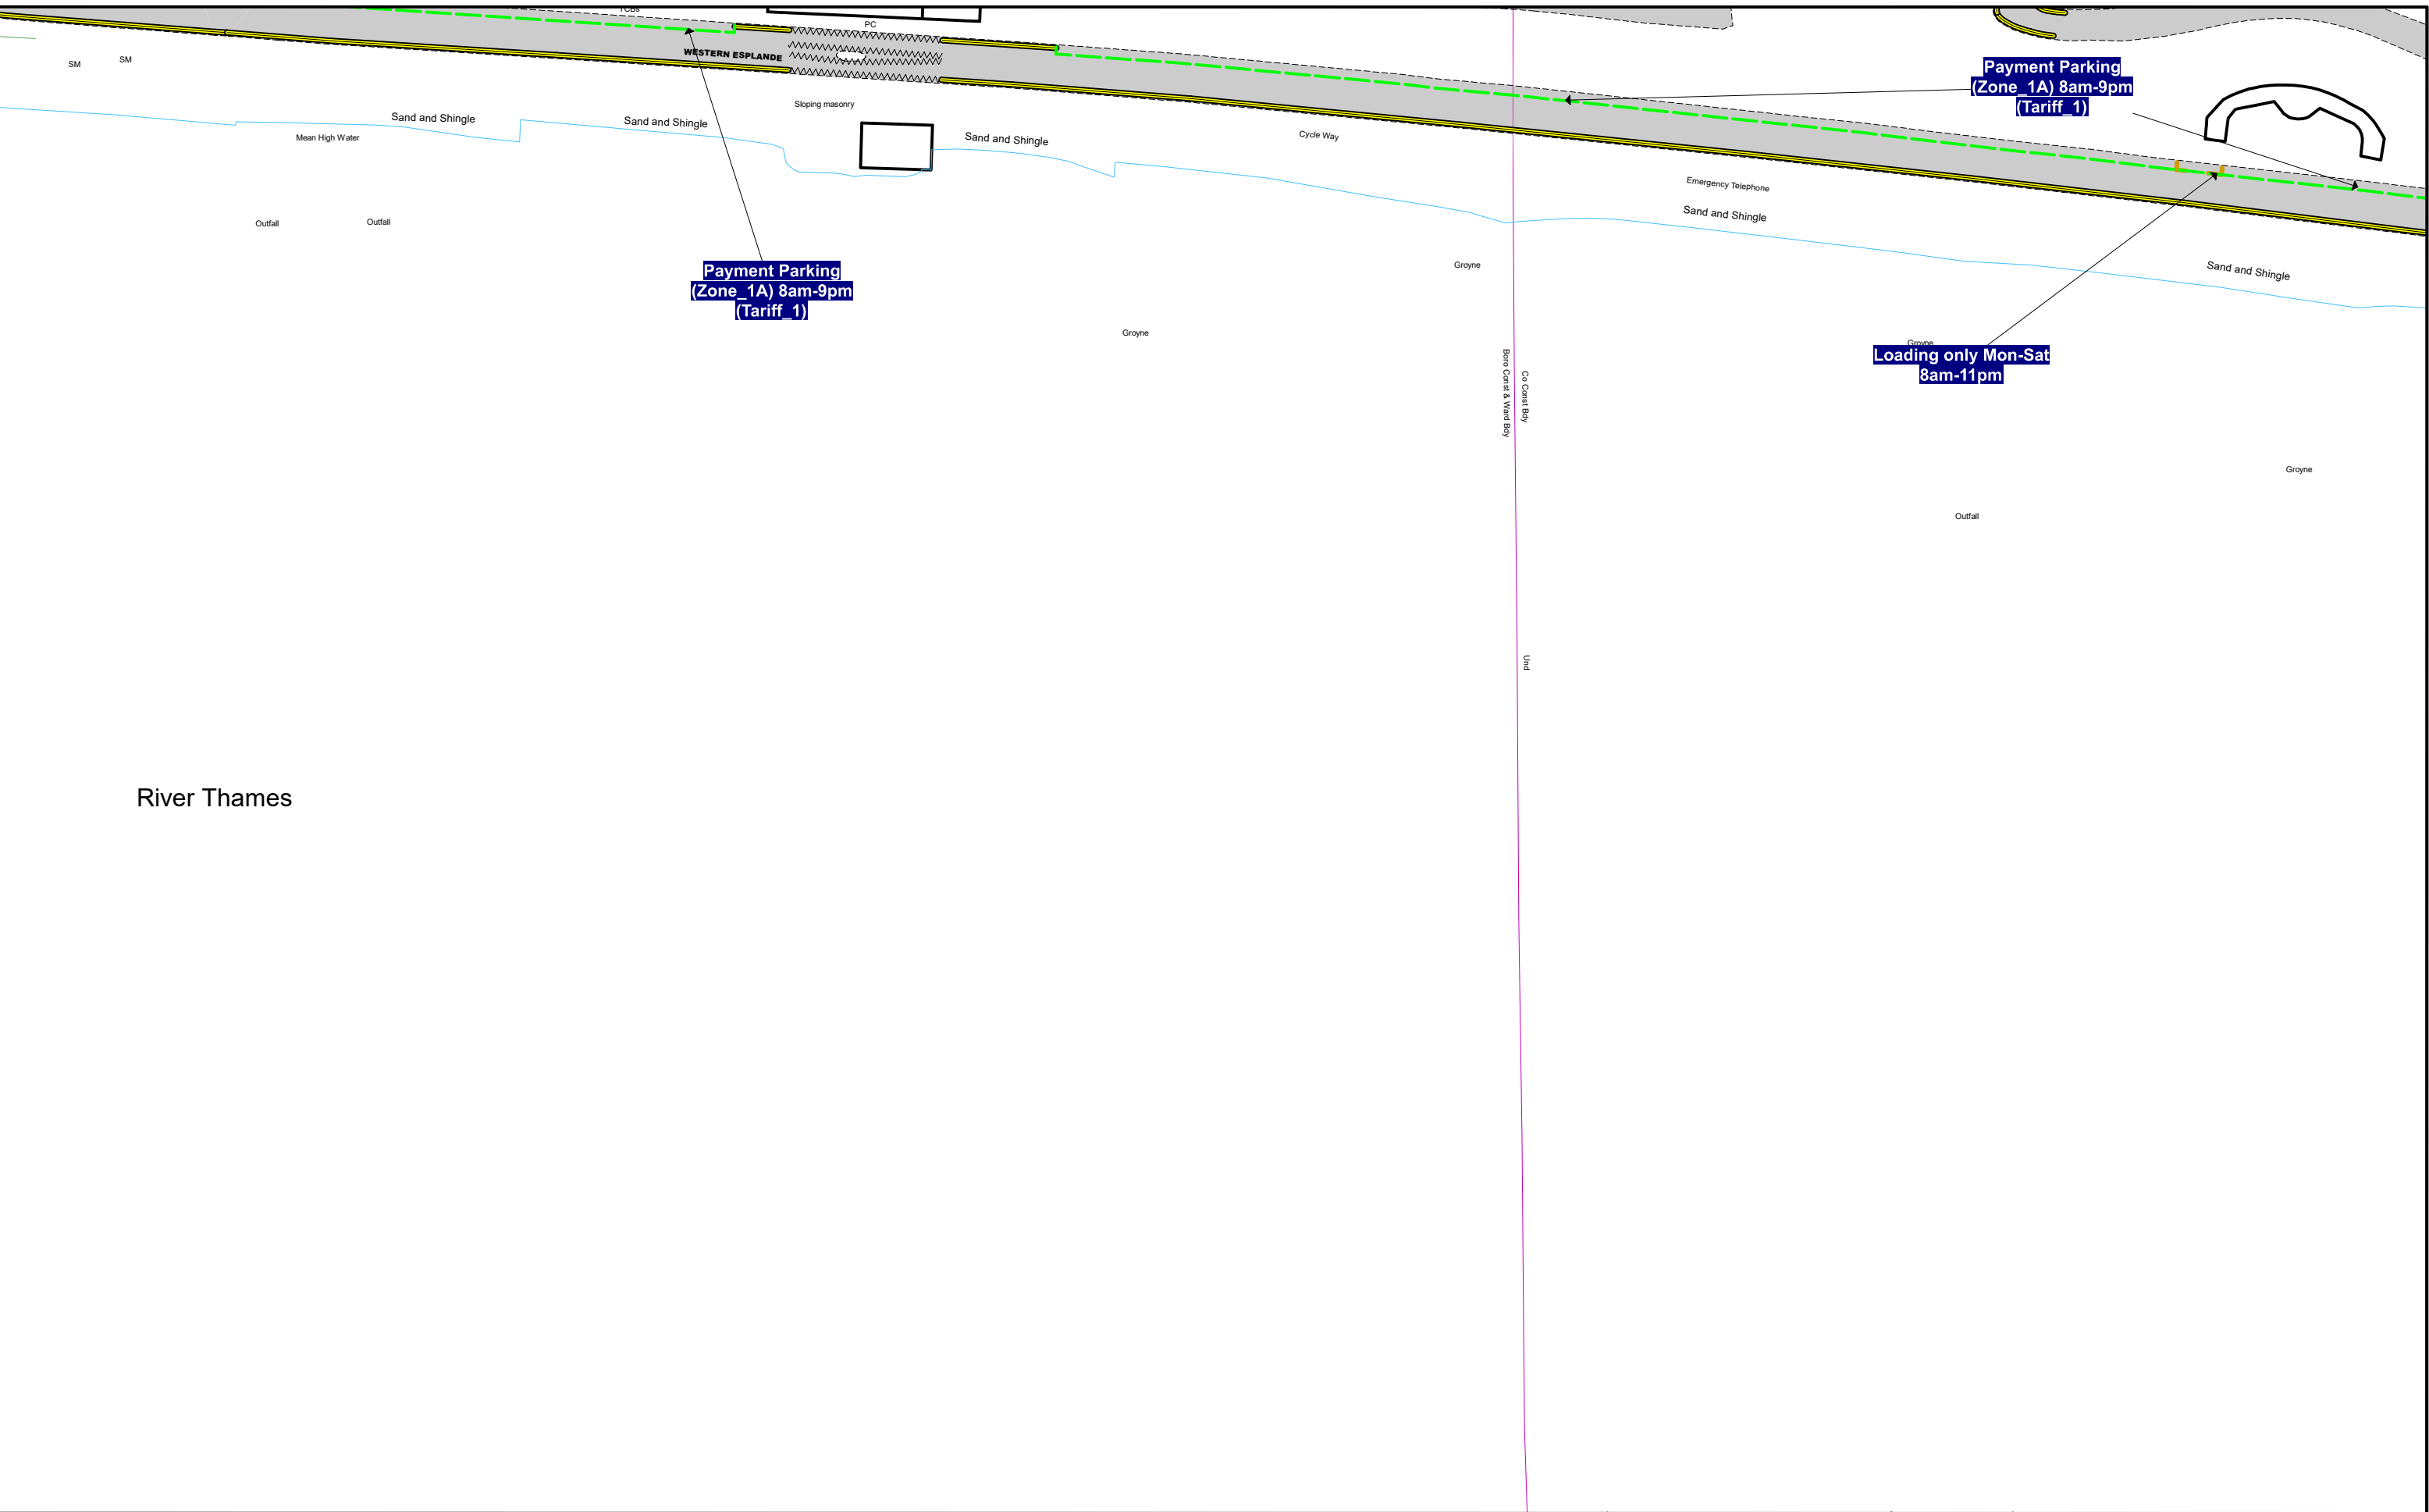 TCBs
PC
WESTERN ESPLANDE
SM
SM
Payment Parking
(Zone_1A) 8am-9pm
(Tariff_1)
Sloping masonry
Sand and Shingle
Sand and Shingle
Sand and Shingle
Mean High Water
Cycle Way
Emergency Telephone
Sand and Shingle
Outfall
Outfall
Payment Parking
(Zone_1A) 8am-9pm
(Tariff_1)
Groyne
Sand and Shingle
Groyne
Groyne
Loading only Mon-Sat
8am-11pm
Boro Const & Ward Bdy
Co Const Bdy
Groyne
Outfall
Und
River Thames